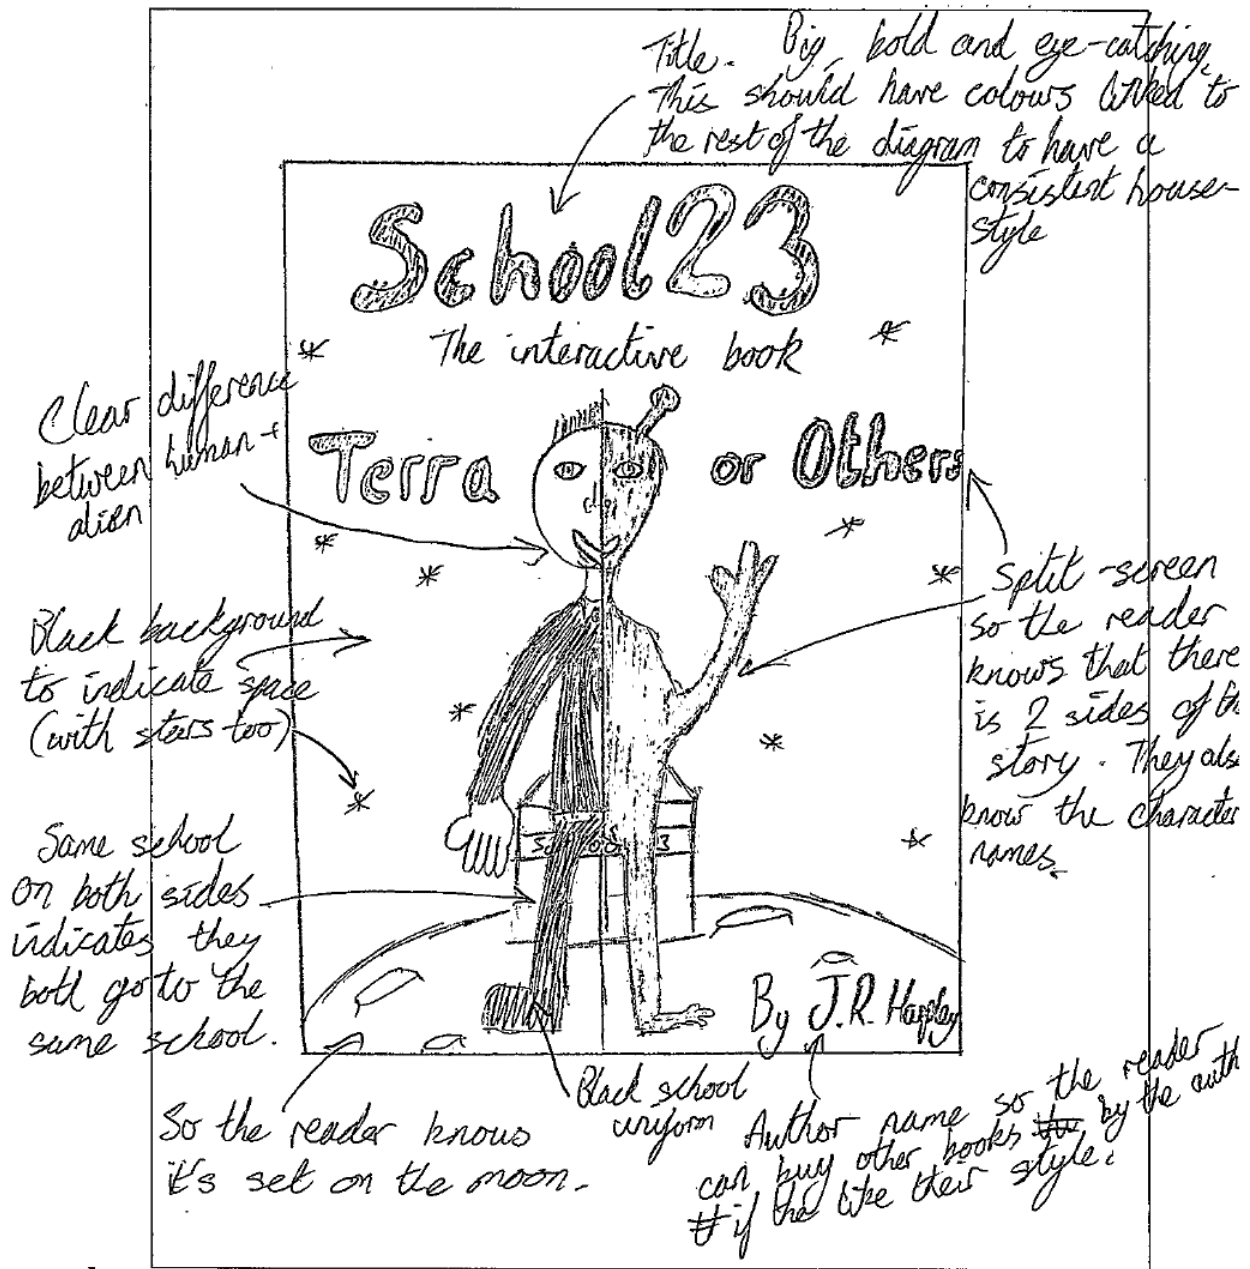 Title. Big, bold and eye-catching.
This should have colours linked to
the rest of the diagram to have a
consistent house-
style
School23
The interactive book
Clear difference
between human +
alien
Terra or Others
Black background
to indicate space
(with stars too)
Split-screen
so the reader
knows that there
is 2 sides of th
story. They als
know the character
names.
Same school
on both sides
indicates they
both go to the
same school.
By J.R. Hapley
So the reader knows
it's set on the moon.
Black school
uniform
Author name so the reader
can buy other books by the auth
if the like their style.